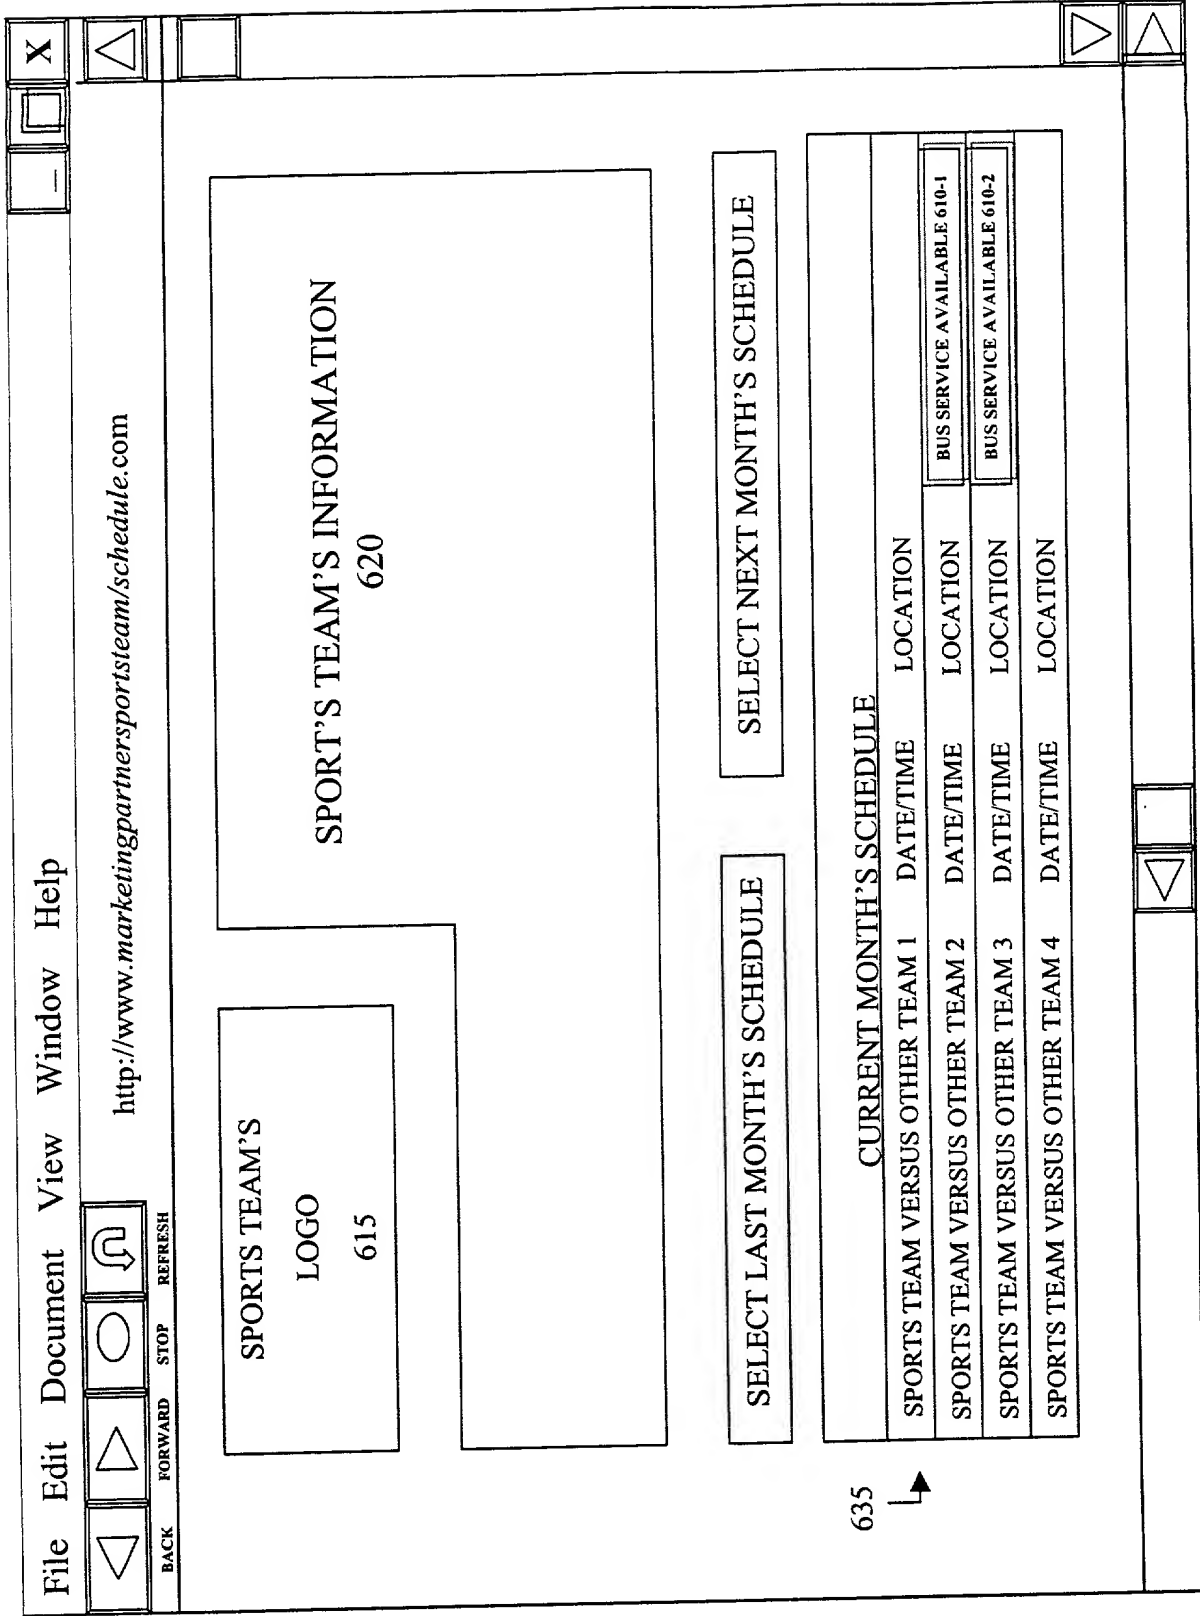 X
File Edit Document View Window Help
http://www.marketingpartnersportsteam/schedule.com
BACK FORWARD STOP REFRESH
SPORTS TEAM'S
LOGO
615
SPORT'S TEAM'S INFORMATION
620
SELECT LAST MONTH'S SCHEDULE
SELECT NEXT MONTH'S SCHEDULE
635
CURRENT MONTH'S SCHEDULE
SPORTS TEAM VERSUS OTHER TEAM 1 DATE/TIME LOCATION
SPORTS TEAM VERSUS OTHER TEAM 2 DATE/TIME LOCATION BUS SERVICE AVAILABLE 610-1
SPORTS TEAM VERSUS OTHER TEAM 3 DATE/TIME LOCATION BUS SERVICE AVAILABLE 610-2
SPORTS TEAM VERSUS OTHER TEAM 4 DATE/TIME LOCATION